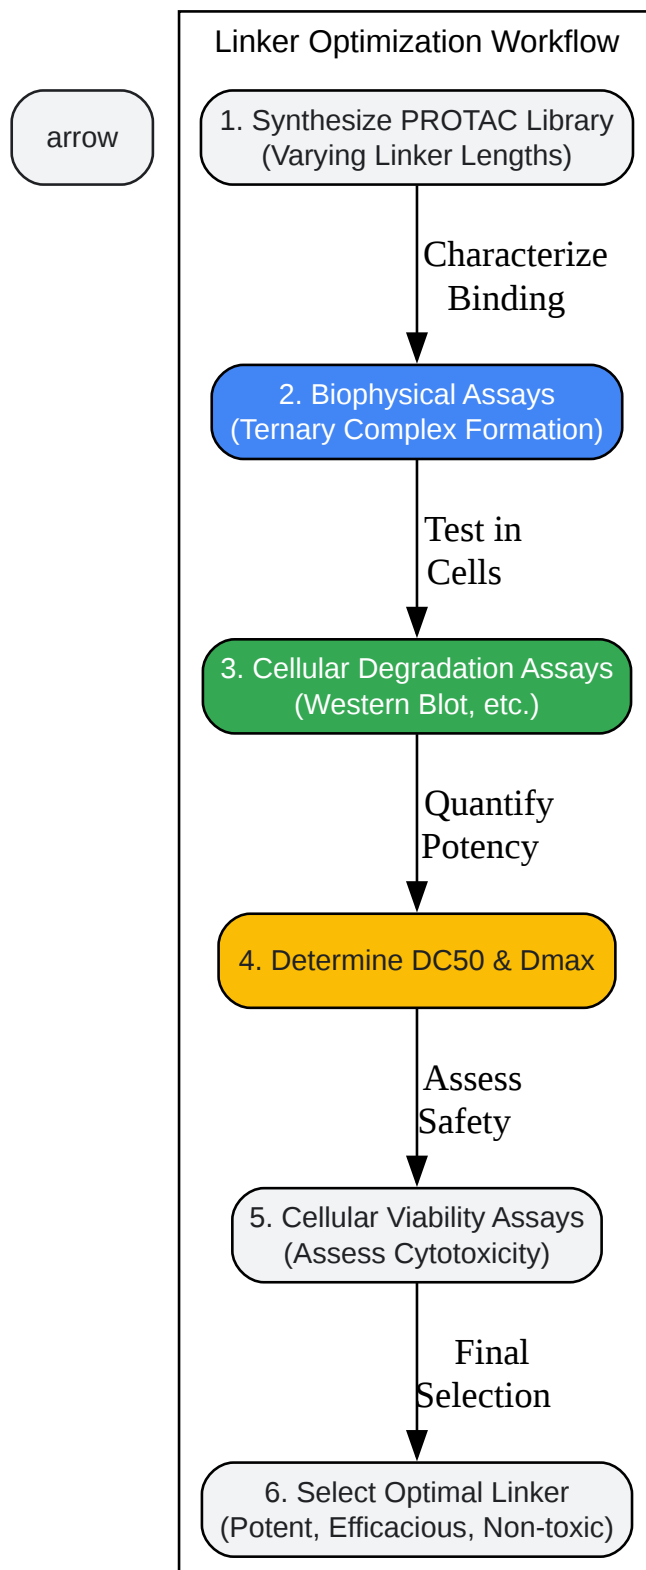 Linker Optimization Workflow
arrow
1. Synthesize PROTAC Library
(Varying Linker Lengths)
Characterize
Binding
2. Biophysical Assays
(Ternary Complex Formation)
Test in
Cells
3. Cellular Degradation Assays
(Western Blot, etc.)
Quantify
Potency
4. Determine DC50 & Dmax
Assess
Safety
5. Cellular Viability Assays
(Assess Cytotoxicity)
Final
Selection
6. Select Optimal Linker
(Potent, Efficacious, Non-toxic)